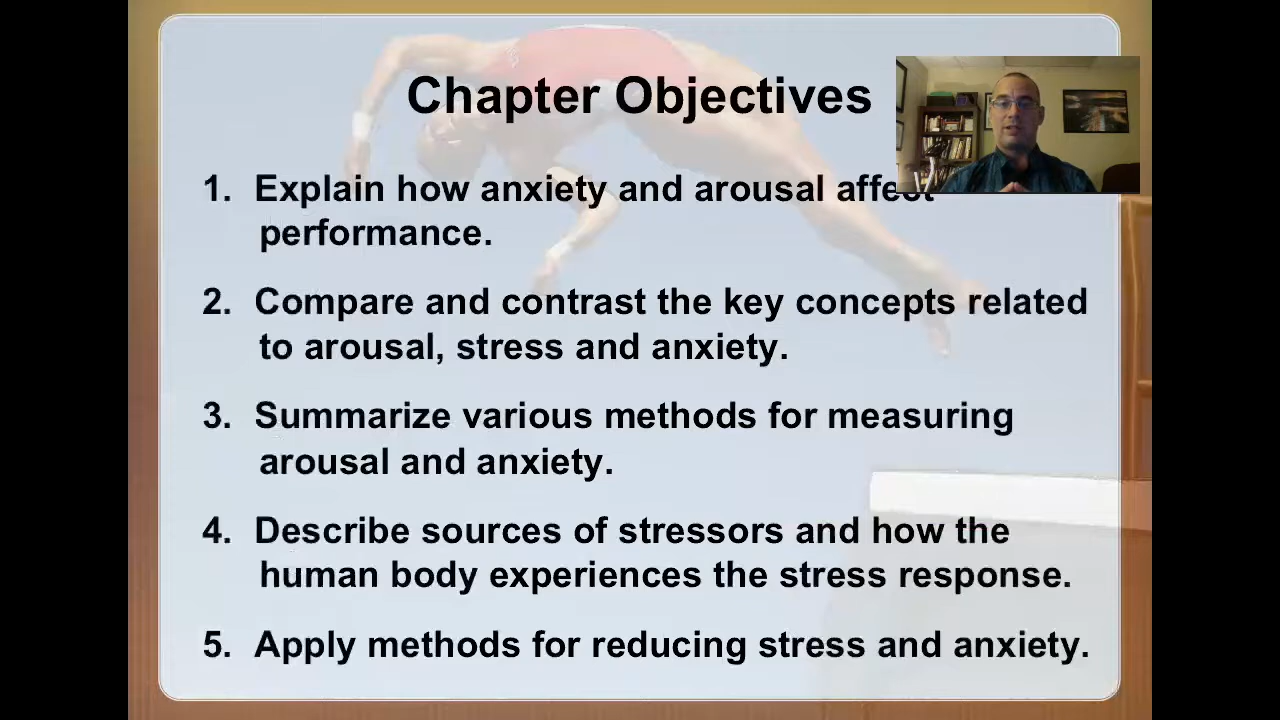 Chapter Objectives
1. Explain how anxiety and arousal affect
performance.
2. Compare and contrast the key concepts related
to arousal, stress and anxiety.
3. Summarize various methods for measuring
arousal and anxiety.
4. Describe sources of stressors and how the
human body experiences the stress response.
5. Apply methods for reducing stress and anxiety.